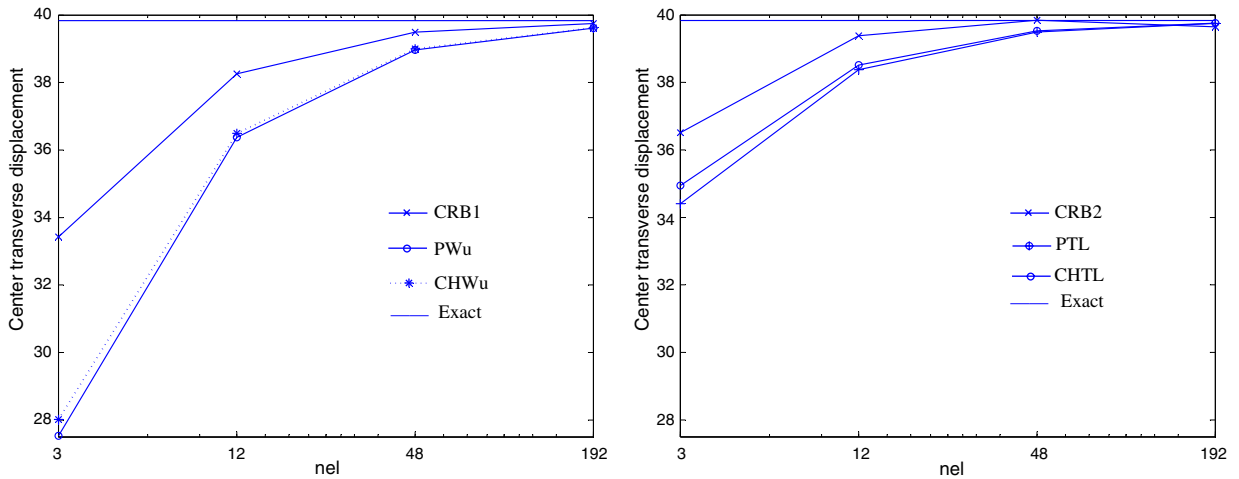 40
38
36
34
32
30
28
Center transverse displacement
CRB1
PWu
CHWu
Exact
3
12
48
192
nel
40
38
36
34
32
30
28
Center transverse displacement
CRB2
PTL
CHTL
Exact
3
12
48
192
nel